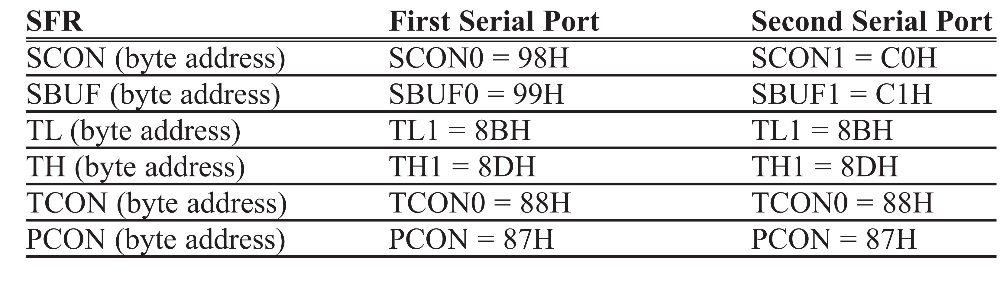 SFR First Serial Port Second Serial Port
SCON (byte address) SCON0 = 98H SCON1 = C0H
SBUF (byte address) SBUF0 = 99H SBUF1 = C1H
TL (byte address) TL1 = 8BH TL1 = 8BH
TH (byte address) TH1 = 8DH TH1 = 8DH
TCON (byte address) TCON0 = 88H TCON0 = 88H
PCON (byte address) PCON = 87H PCON = 87H